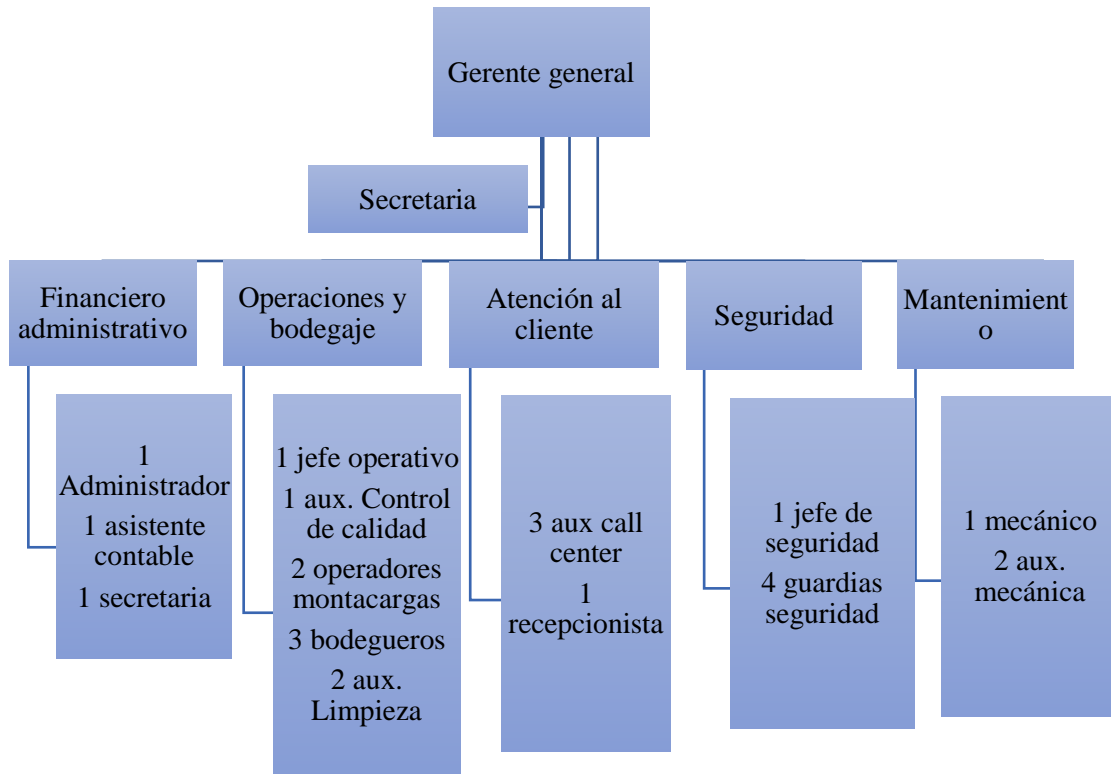 Gerente general
Secretaria
Financiero
administrativo
Operaciones y
bodegaje
Atención al
cliente
Seguridad
Mantenimient
o
1
Administrador
1 asistente
contable
1 secretaria
1 jefe operativo
1 aux. Control
de calidad
2 operadores
montacargas
3 bodegueros
2 aux.
Limpieza
3 aux call
center
1
recepcionista
1 jefe de
seguridad
4 guardias
seguridad
1 mecánico
2 aux.
mecánica